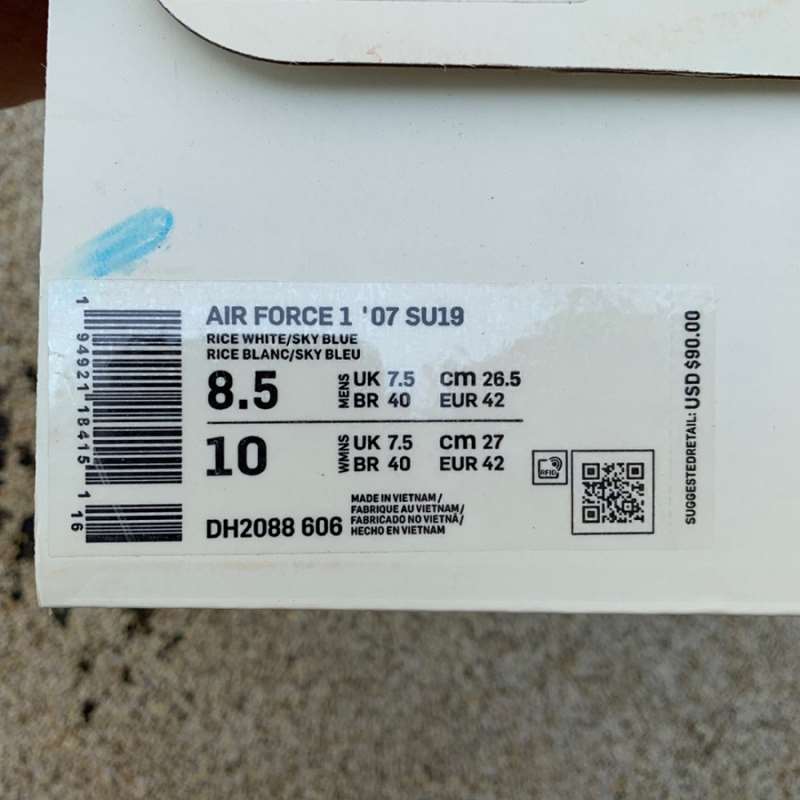 AIR FORCE 1 '07 SU19
RICE WHITE/SKY BLUE
RICE BLANC/SKY BLEU
8.5 MENS UK 7.5 cm 26.5
BR 40 EUR 42
10 WMNS UK 7.5 cm 27
BR 40 EUR 42
RFID
DH2088 606
MADE IN VIETNAM/
FABRIQUE AU VIETNAM/
FABRICADO NO VIETNÃ/
HECHO EN VIETNAM
1 94921 18415 1 16
SUGGESTEDRETAIL: USD $90.00